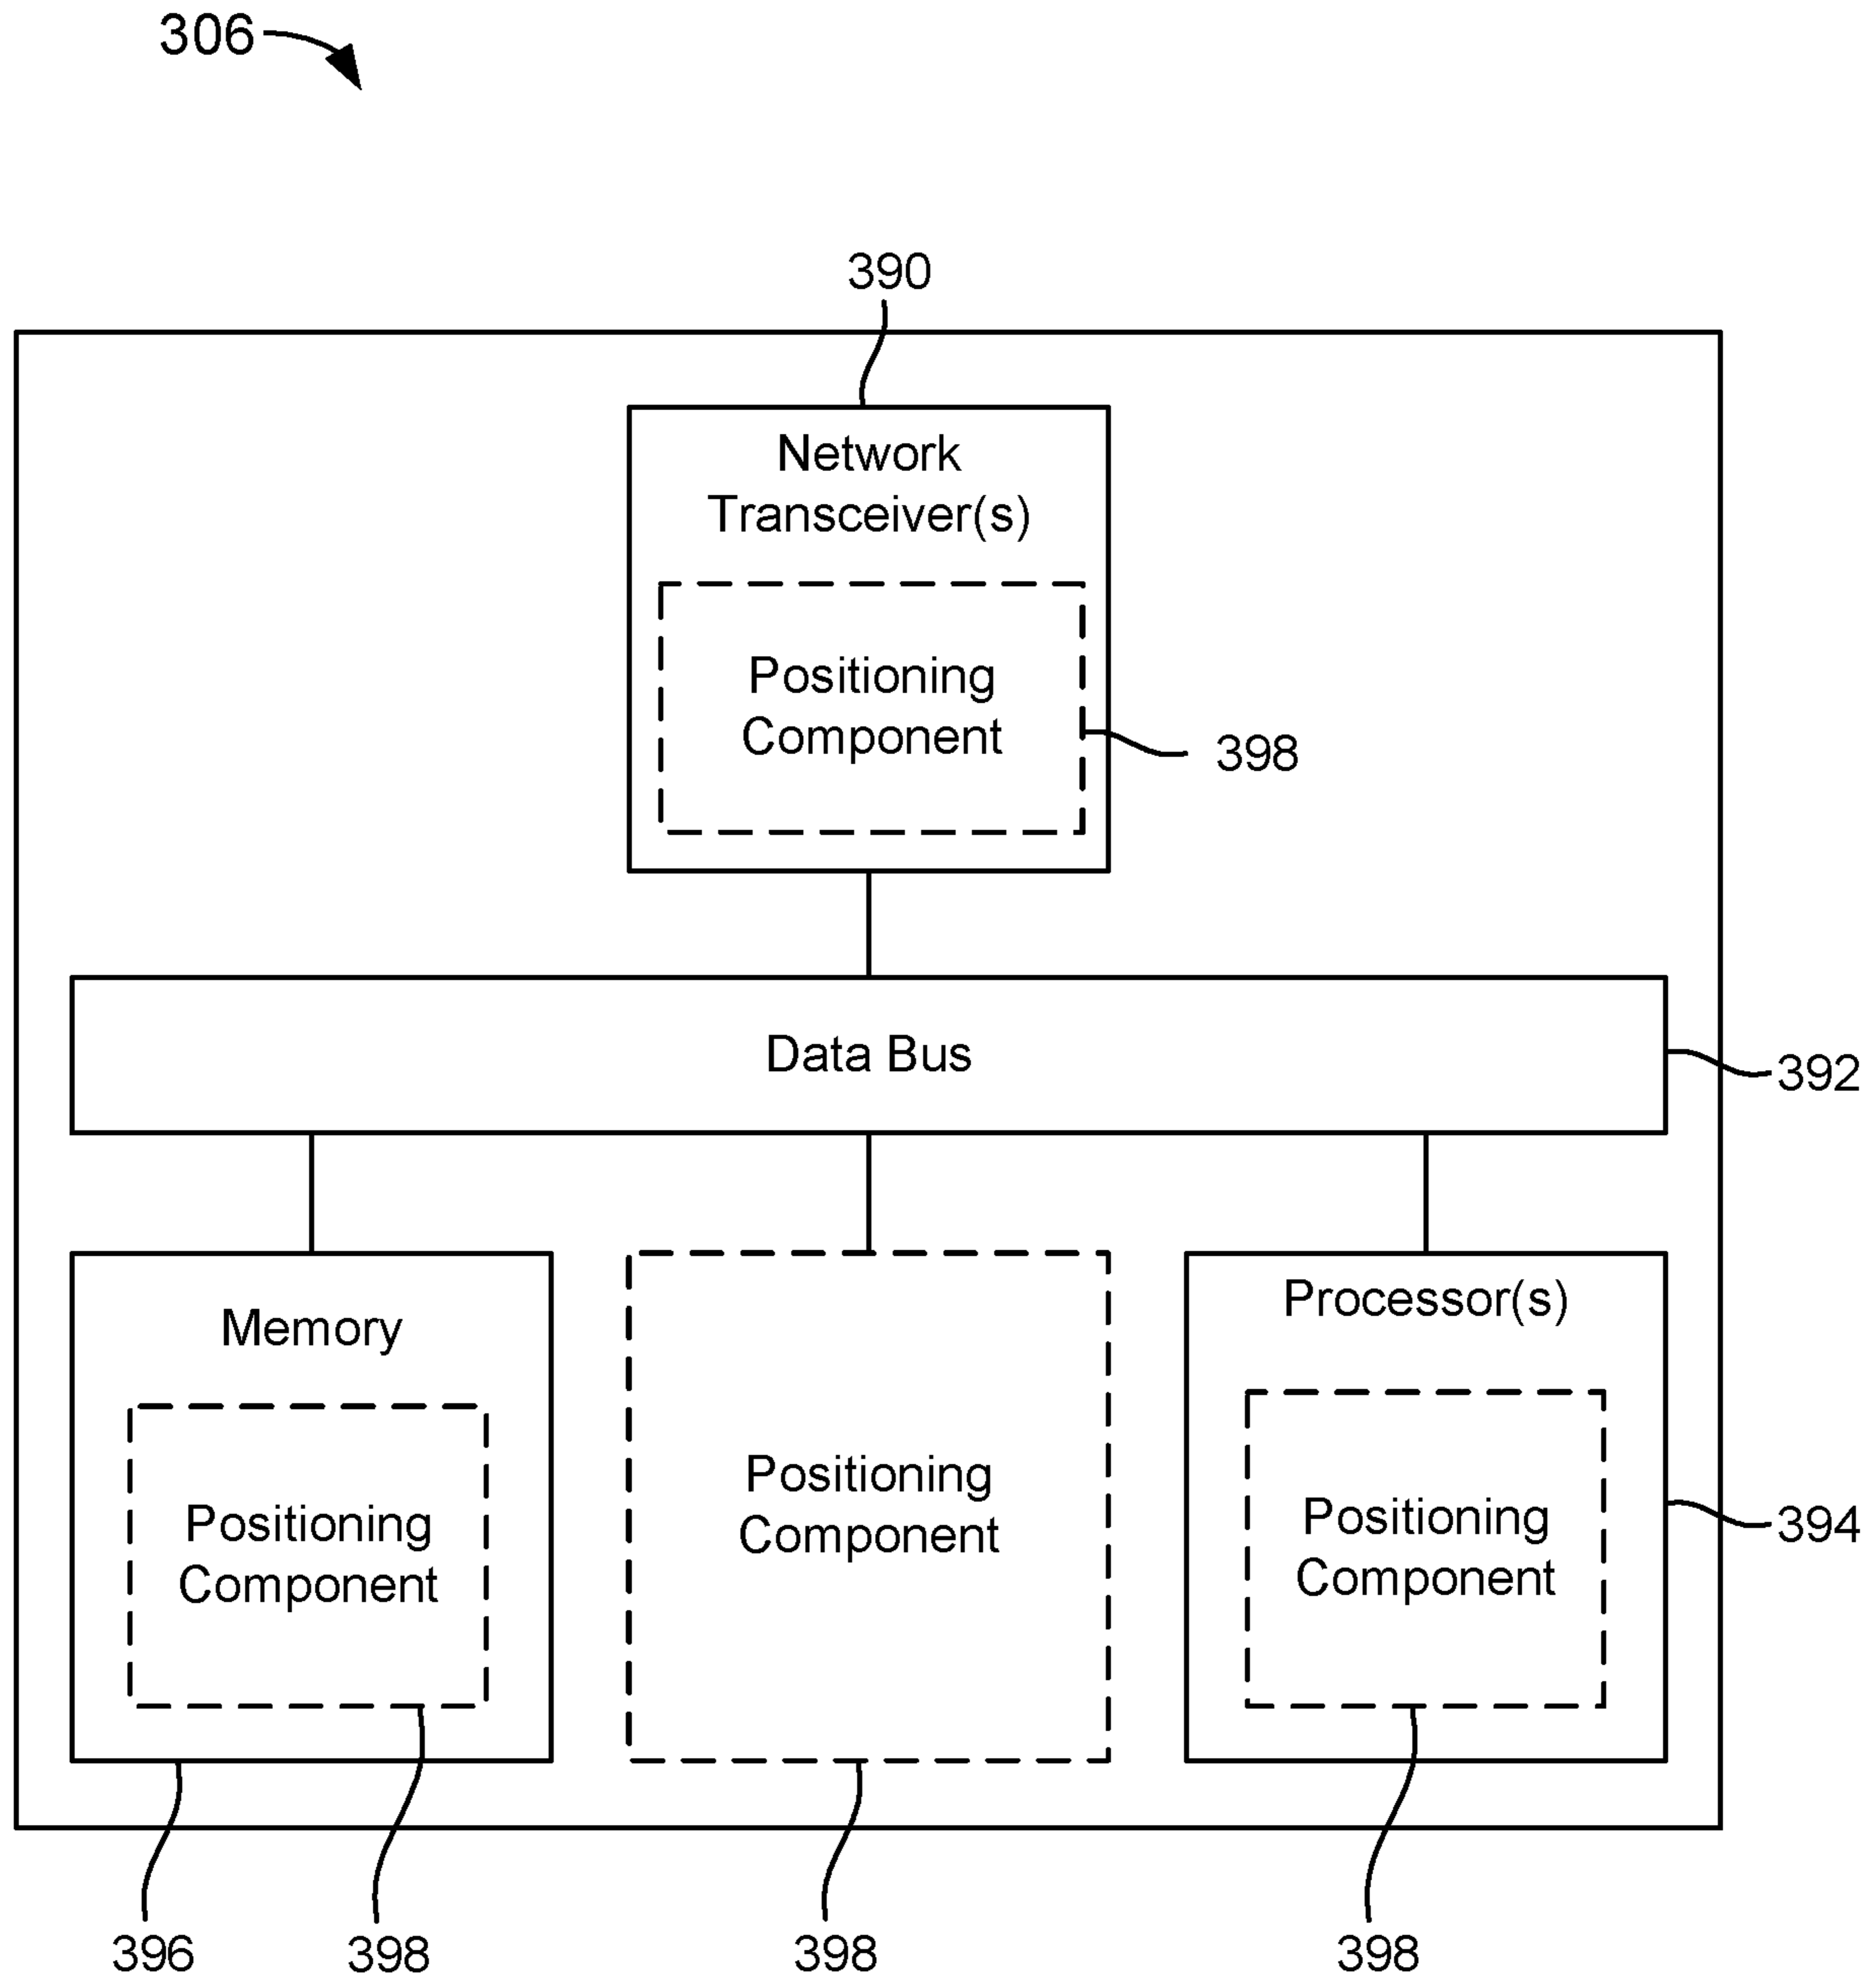 306
390
Network
Transceiver(s)
Positioning
Component
398
Data Bus
392
Memory
Positioning
Component
Positioning
Component
Processor(s)
Positioning
Component
394
396
398
398
398